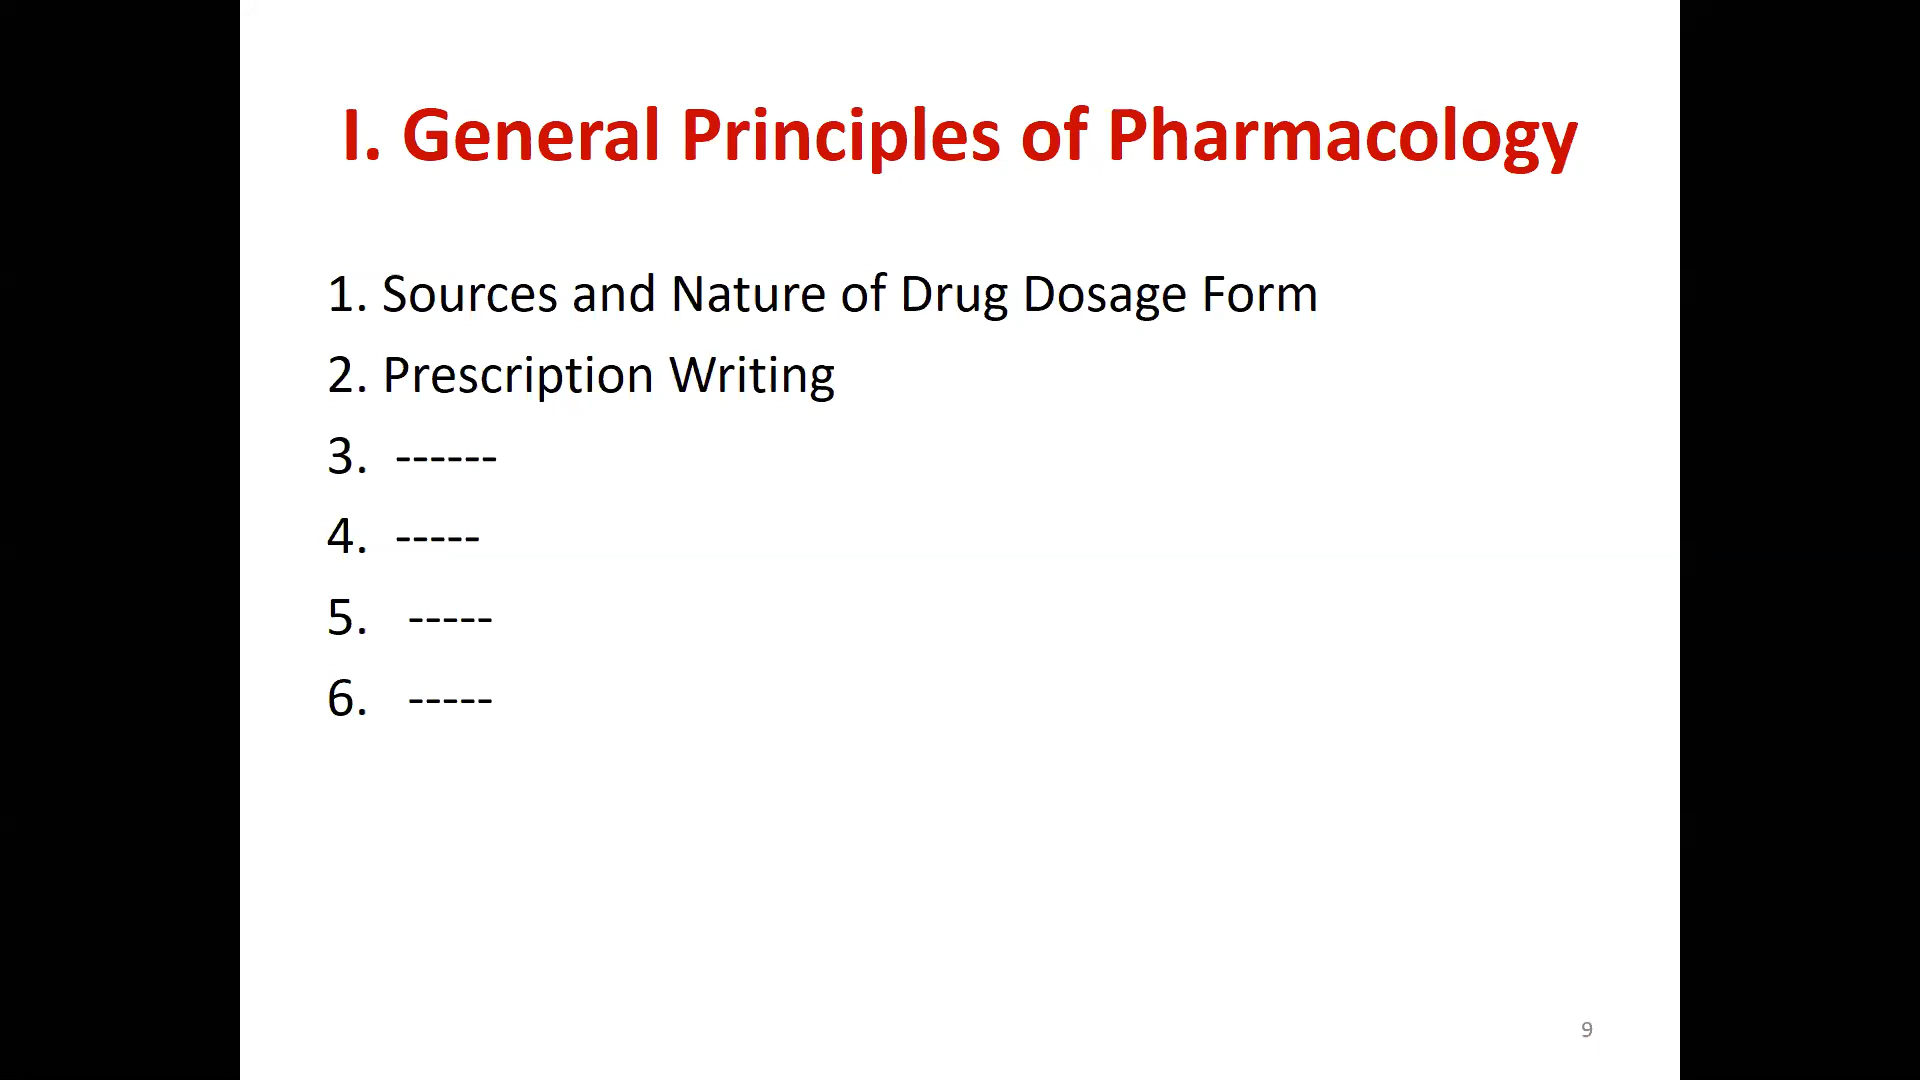 I. General Principles of Pharmacology
1. Sources and Nature of Drug Dosage Form
2. Prescription Writing
3. ------
4. -----
5. -----
6. -----
9